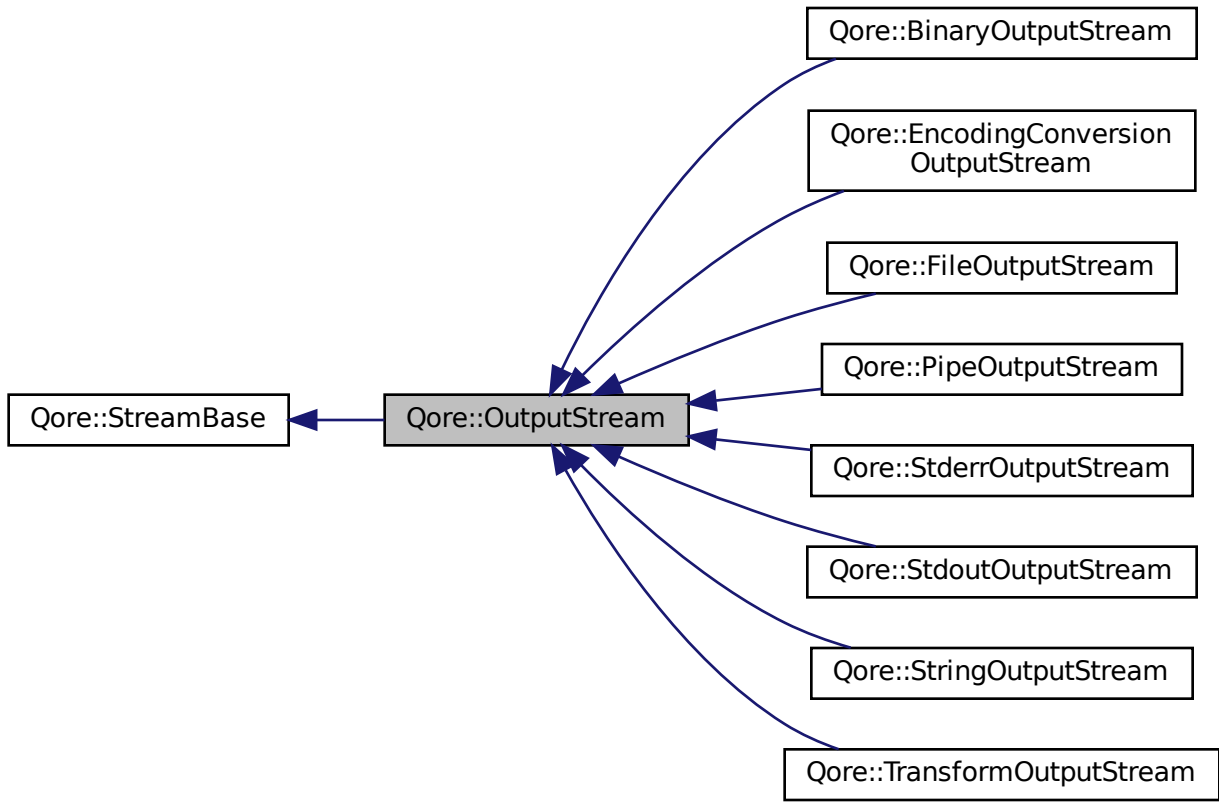 Qore::BinaryOutputStream
Qore::EncodingConversion
OutputStream
Qore::FileOutputStream
Qore::PipeOutputStream
Qore::StreamBase
Qore::OutputStream
Qore::StderrOutputStream
Qore::StdoutOutputStream
Qore::StringOutputStream
Qore::TransformOutputStream